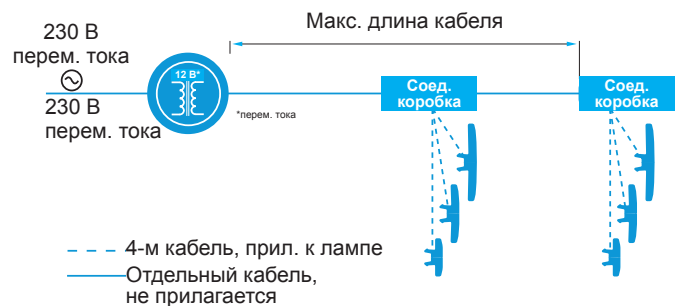 Макс. длина кабеля
230 В
перем. тока
12 В*
230 В
перем. тока
*перем. тока
Соед.
коробка
Соед.
коробка
4-м кабель, прил. к лампе
Отдельный кабель,
не прилагается